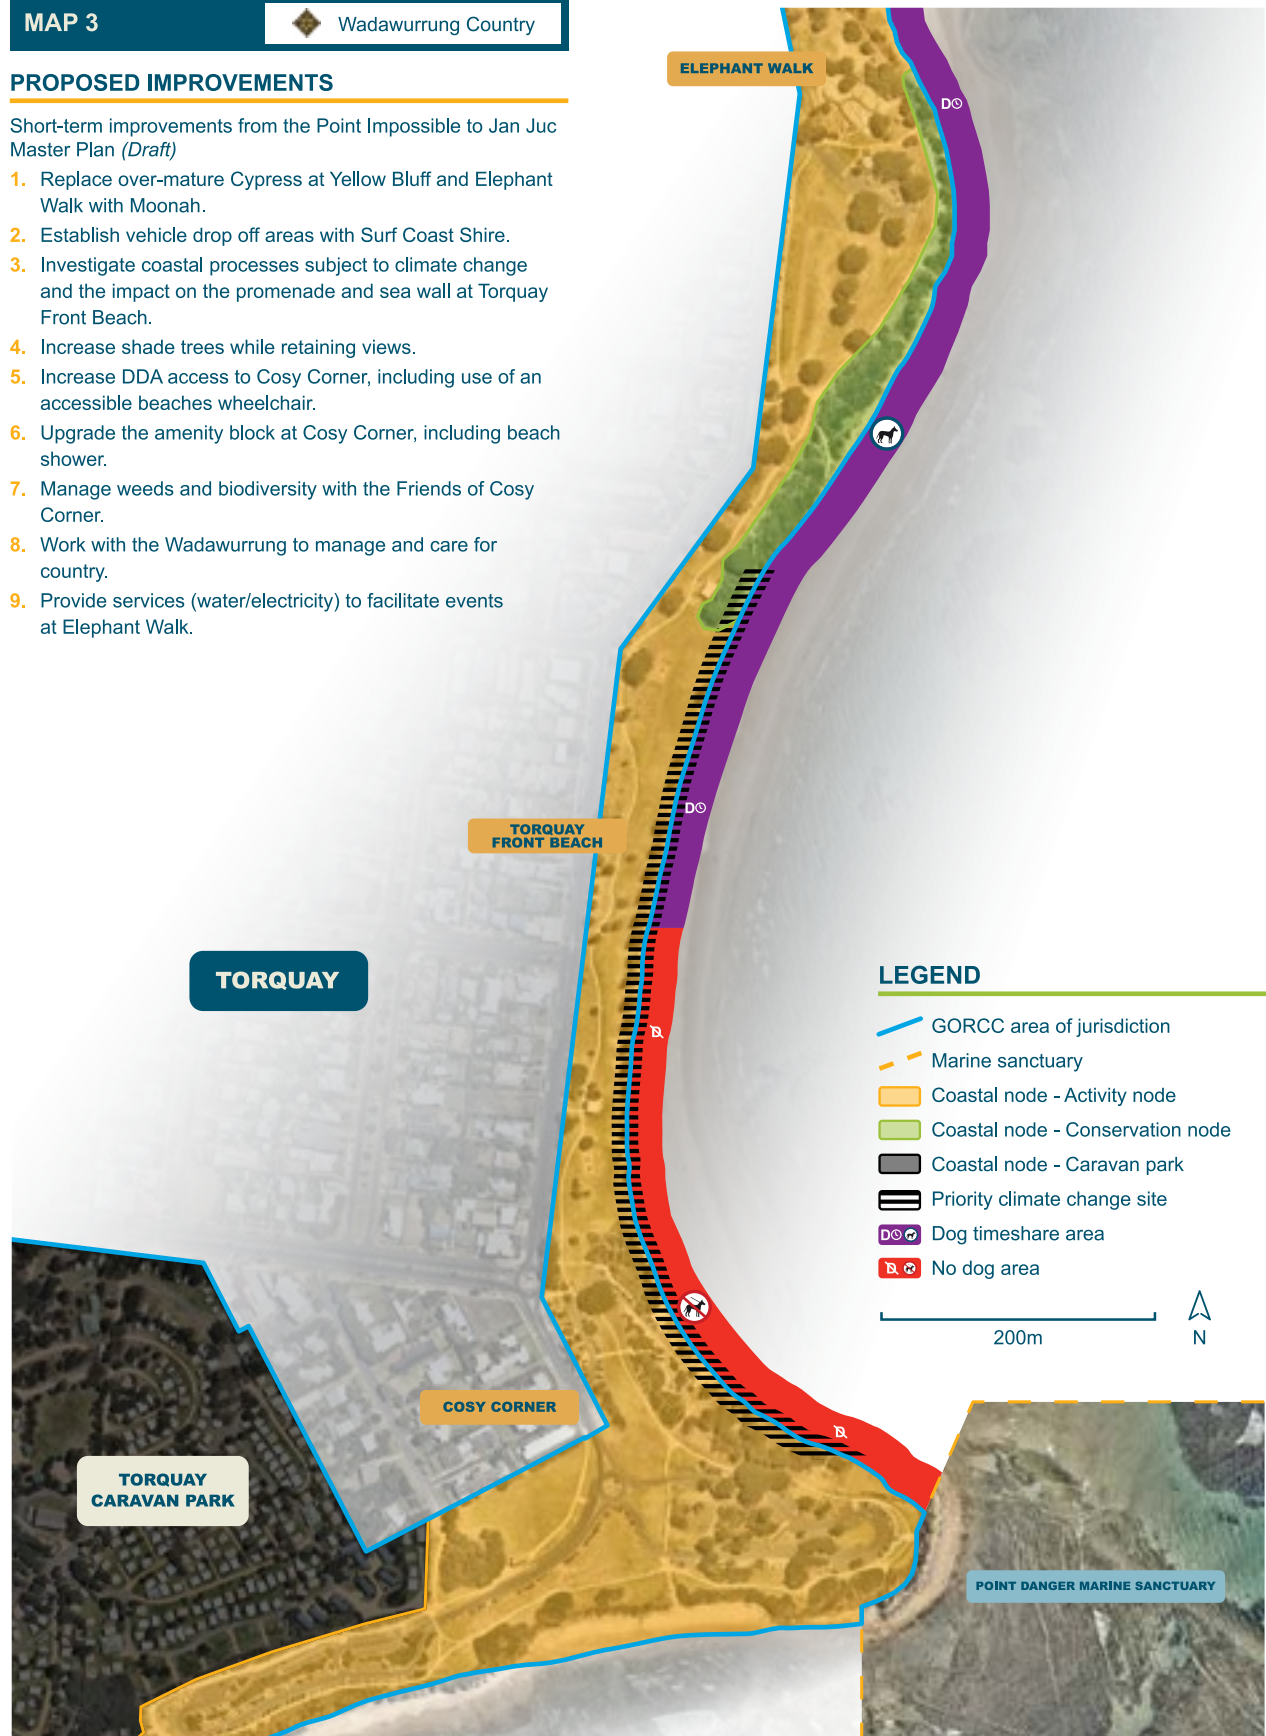 MAP 3
Wadawurrung Country
PROPOSED IMPROVEMENTS
Short-term improvements from the Point Impossible to Jan Juc
Master Plan (Draft)
1. Replace over-mature Cypress at Yellow Bluff and Elephant
Walk with Moonah.
2. Establish vehicle drop off areas with Surf Coast Shire.
3. Investigate coastal processes subject to climate change
and the impact on the promenade and sea wall at Torquay
Front Beach.
4. Increase shade trees while retaining views.
5. Increase DDA access to Cosy Corner, including use of an
accessible beaches wheelchair.
6. Upgrade the amenity block at Cosy Corner, including beach
shower.
7. Manage weeds and biodiversity with the Friends of Cosy
Corner.
8. Work with the Wadawurrung to manage and care for
country.
9. Provide services (water/electricity) to facilitate events
at Elephant Walk.
ELEPHANT WALK
D
D
TORQUAY
FRONT BEACH
TORQUAY
D
COSY CORNER
D
TORQUAY
CARAVAN PARK
POINT DANGER MARINE SANCTUARY
LEGEND
GORCC area of jurisdiction
Marine sanctuary
Coastal node - Activity node
Coastal node - Conservation node
Coastal node - Caravan park
Priority climate change site
D Dog timeshare area
D No dog area
200m
N